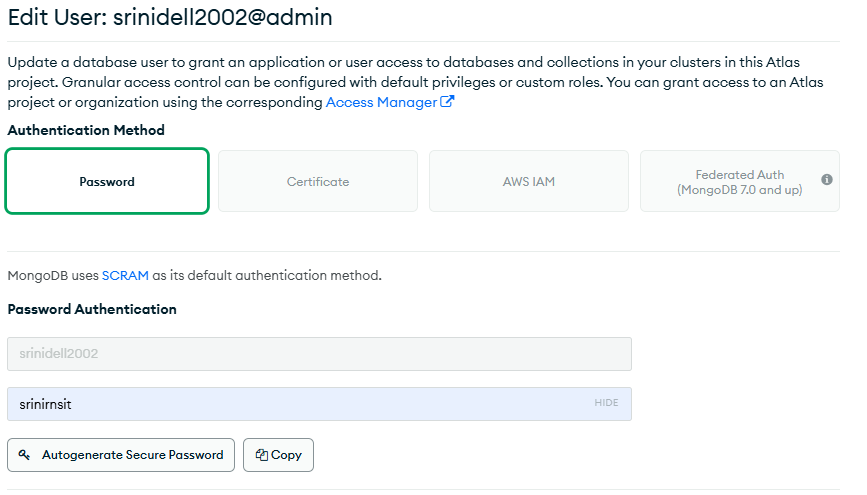 Edit User: srinidell2002@admin
Update a database user to grant an application or user access to databases and collections in your clusters in this Atlas
project. Granular access control can be configured with default privileges or custom roles. You can grant access to an Atlas
project or organization using the corresponding Access Manager
Authentication Method
Password
Certificate
AWS IAM
Federated Auth
(MongoDB 7.0 and up)
MongoDB uses SCRAM as its default authentication method.
Password Authentication
srinidell2002
srinirnsit HIDE
Autogenerate Secure Password Copy